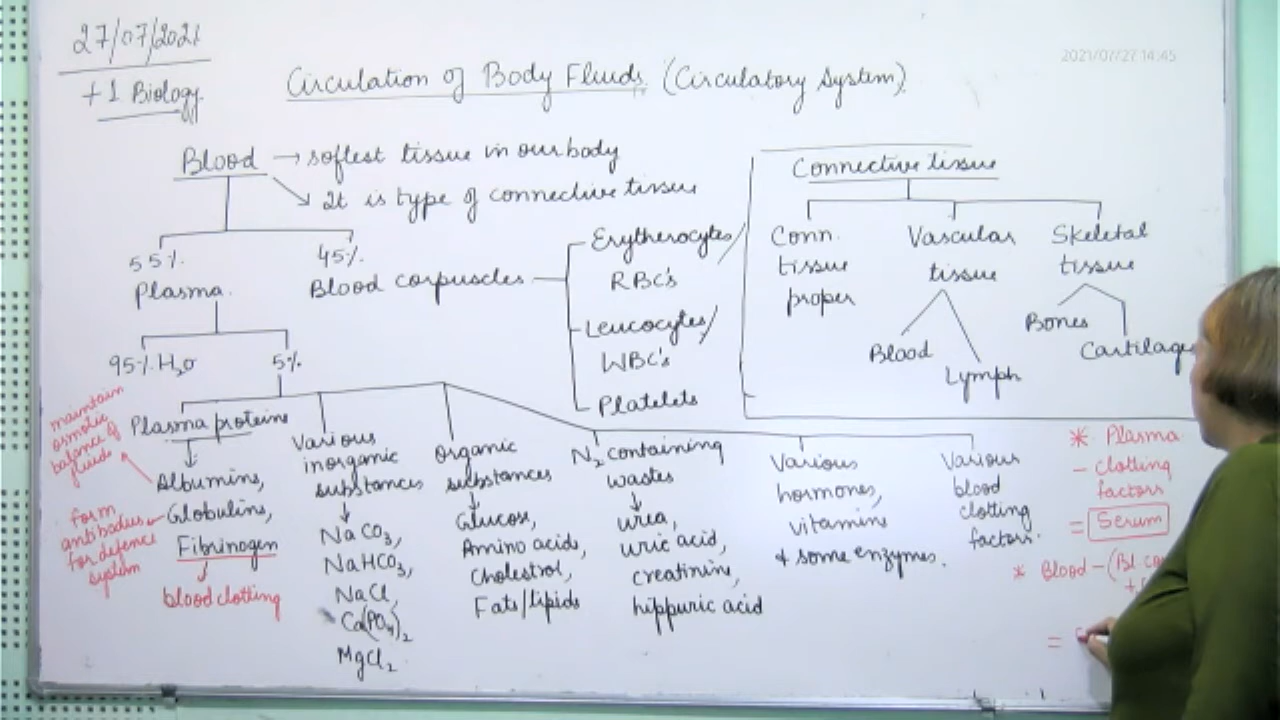 27/07/2021
+1 Biology
2021/07/27 14:45
Circulation of Body Fluids (Circulatory System)
Blood → softest tissue in our body
It is type of connective tissue
55%
Plasma
45%
Blood corpuscles
Erytherocytes/
RBC's
Leucocytes/
WBC's
Platelets
Connective tissue
Conn.
tissue
proper
Vascular
tissue
Blood
Lymph
Skeletal
tissue
Bones
Cartilage
95% H2O
5%
Plasma proteins
Albumins,
Globulins,
Fibrinogen
blood clotting
maintain
osmotic
balance of
fluids
form
antibodies
for defence
system
Various
inorganic
substances
NaCO3,
NaHCO3,
NaCl,
Ca(PO4)2
MgCl2
Organic
substances
Glucose,
Amino acids,
Cholestrol,
Fats/lipids
N2 containing
wastes
urea,
uric acid,
creatinine,
hippuric acid
Various
hormones,
vitamins
& some enzymes.
Various
blood
clotting
factors.
* Plasma
- clotting
factors
= Serum
* Blood - (Bl.
+
=